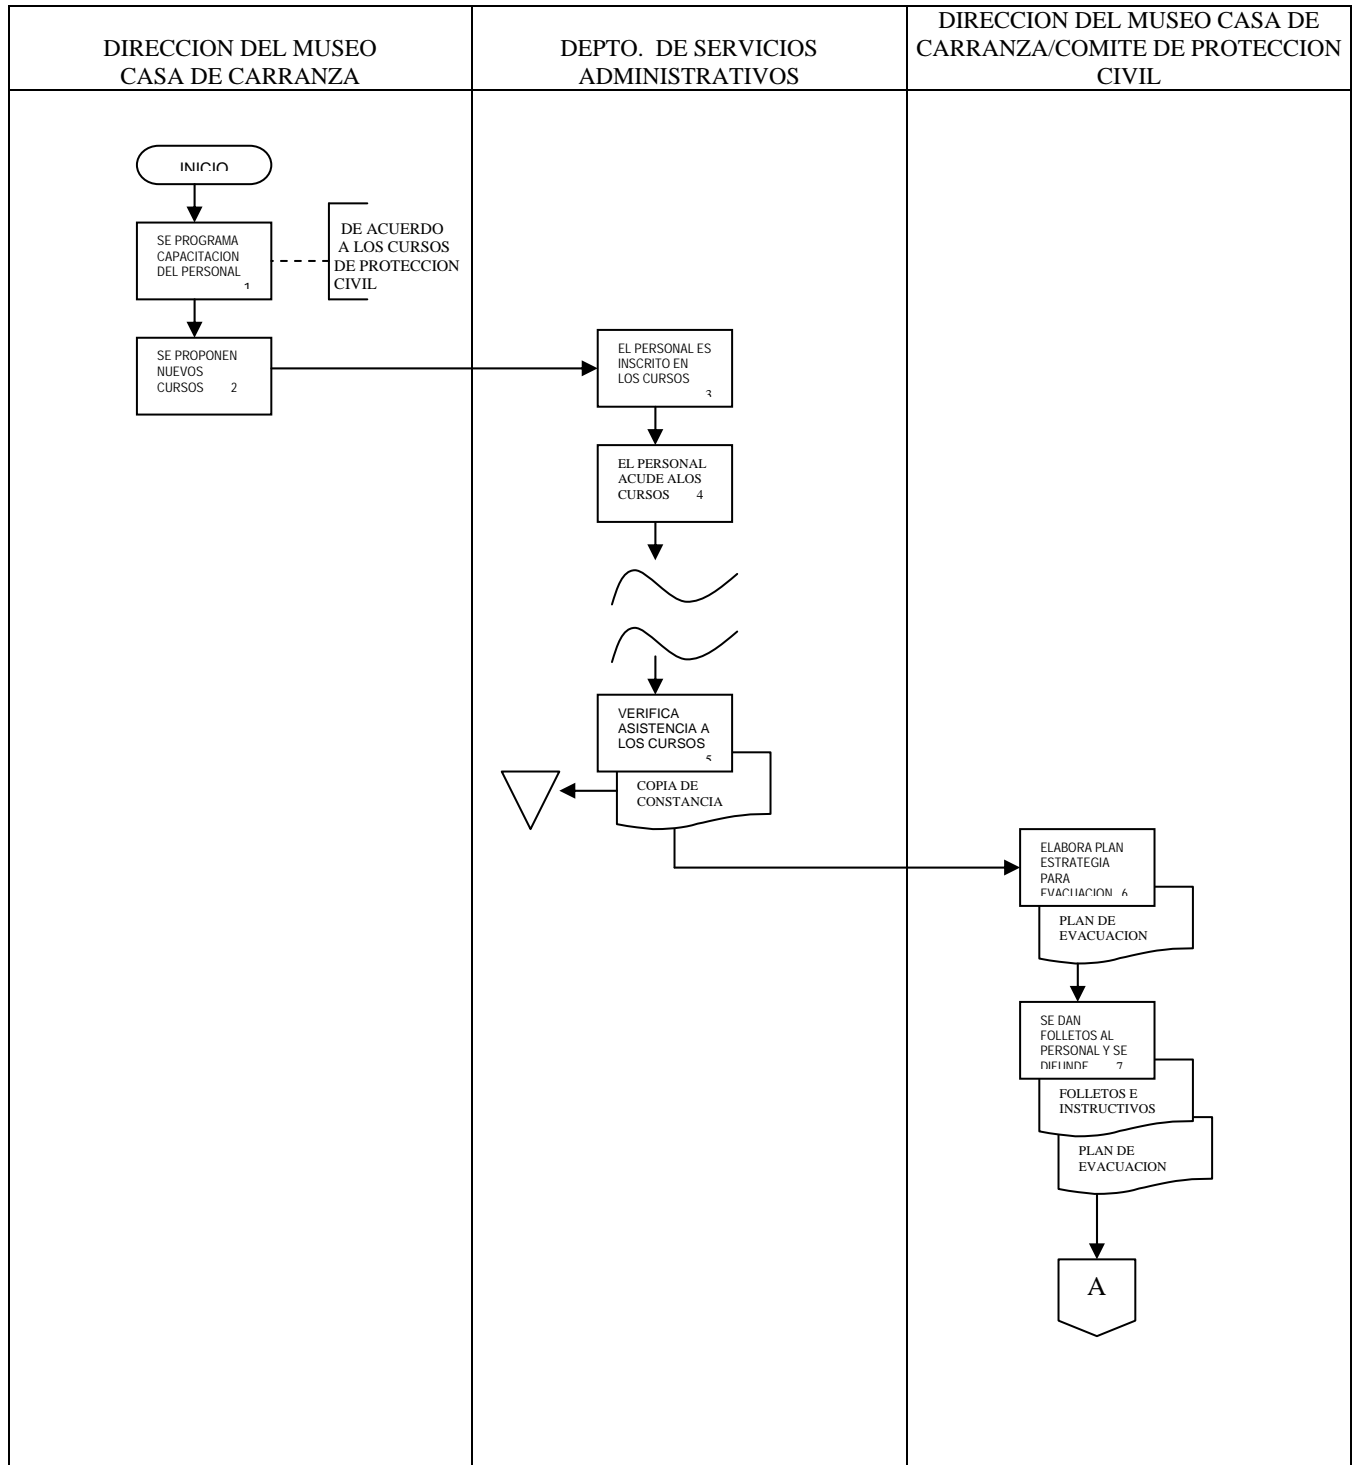 DIRECCION DEL MUSEO
CASA DE CARRANZA
DEPTO. DE SERVICIOS
ADMINISTRATIVOS
DIRECCION DEL MUSEO CASA DE
CARRANZA/COMITE DE PROTECCION
CIVIL
INICIO
SE PROGRAMA
CAPACITACION
DEL PERSONAL
1
DE ACUERDO
A LOS CURSOS
DE PROTECCION
CIVIL
SE PROPONEN
NUEVOS
CURSOS 2
EL PERSONAL ES
INSCRITO EN
LOS CURSOS
3
EL PERSONAL
ACUDE ALOS
CURSOS 4
VERIFICA
ASISTENCIA A
LOS CURSOS
5
COPIA DE
CONSTANCIA
ELABORA PLAN
ESTRATEGIA
PARA
EVACUACION 6
PLAN DE
EVACUACION
SE DAN
FOLLETOS AL
PERSONAL Y SE
DIFUNDE 7
FOLLETOS E
INSTRUCTIVOS
PLAN DE
EVACUACION
A